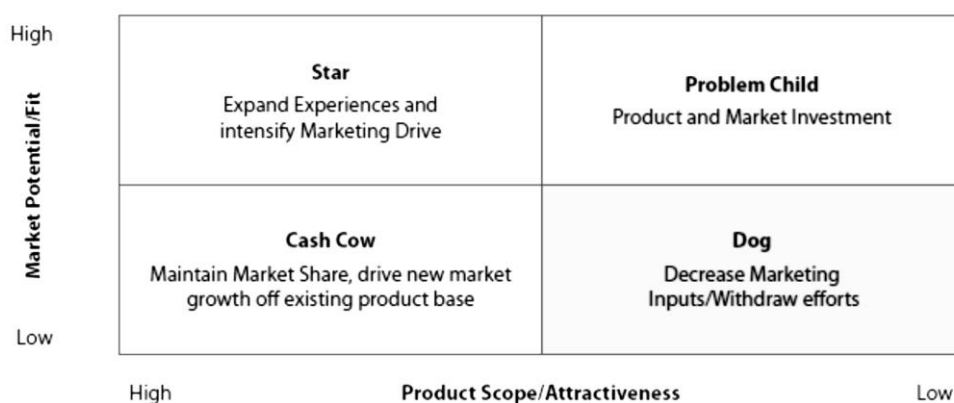 High
Star
Expand Experiences and
intensify Marketing Drive
Problem Child
Product and Market Investment
Market Potential/Fit
Cash Cow
Maintain Market Share, drive new market
growth off existing product base
Dog
Decrease Marketing
Inputs/Withdraw efforts
Low
High
Product Scope/Attractiveness
Low